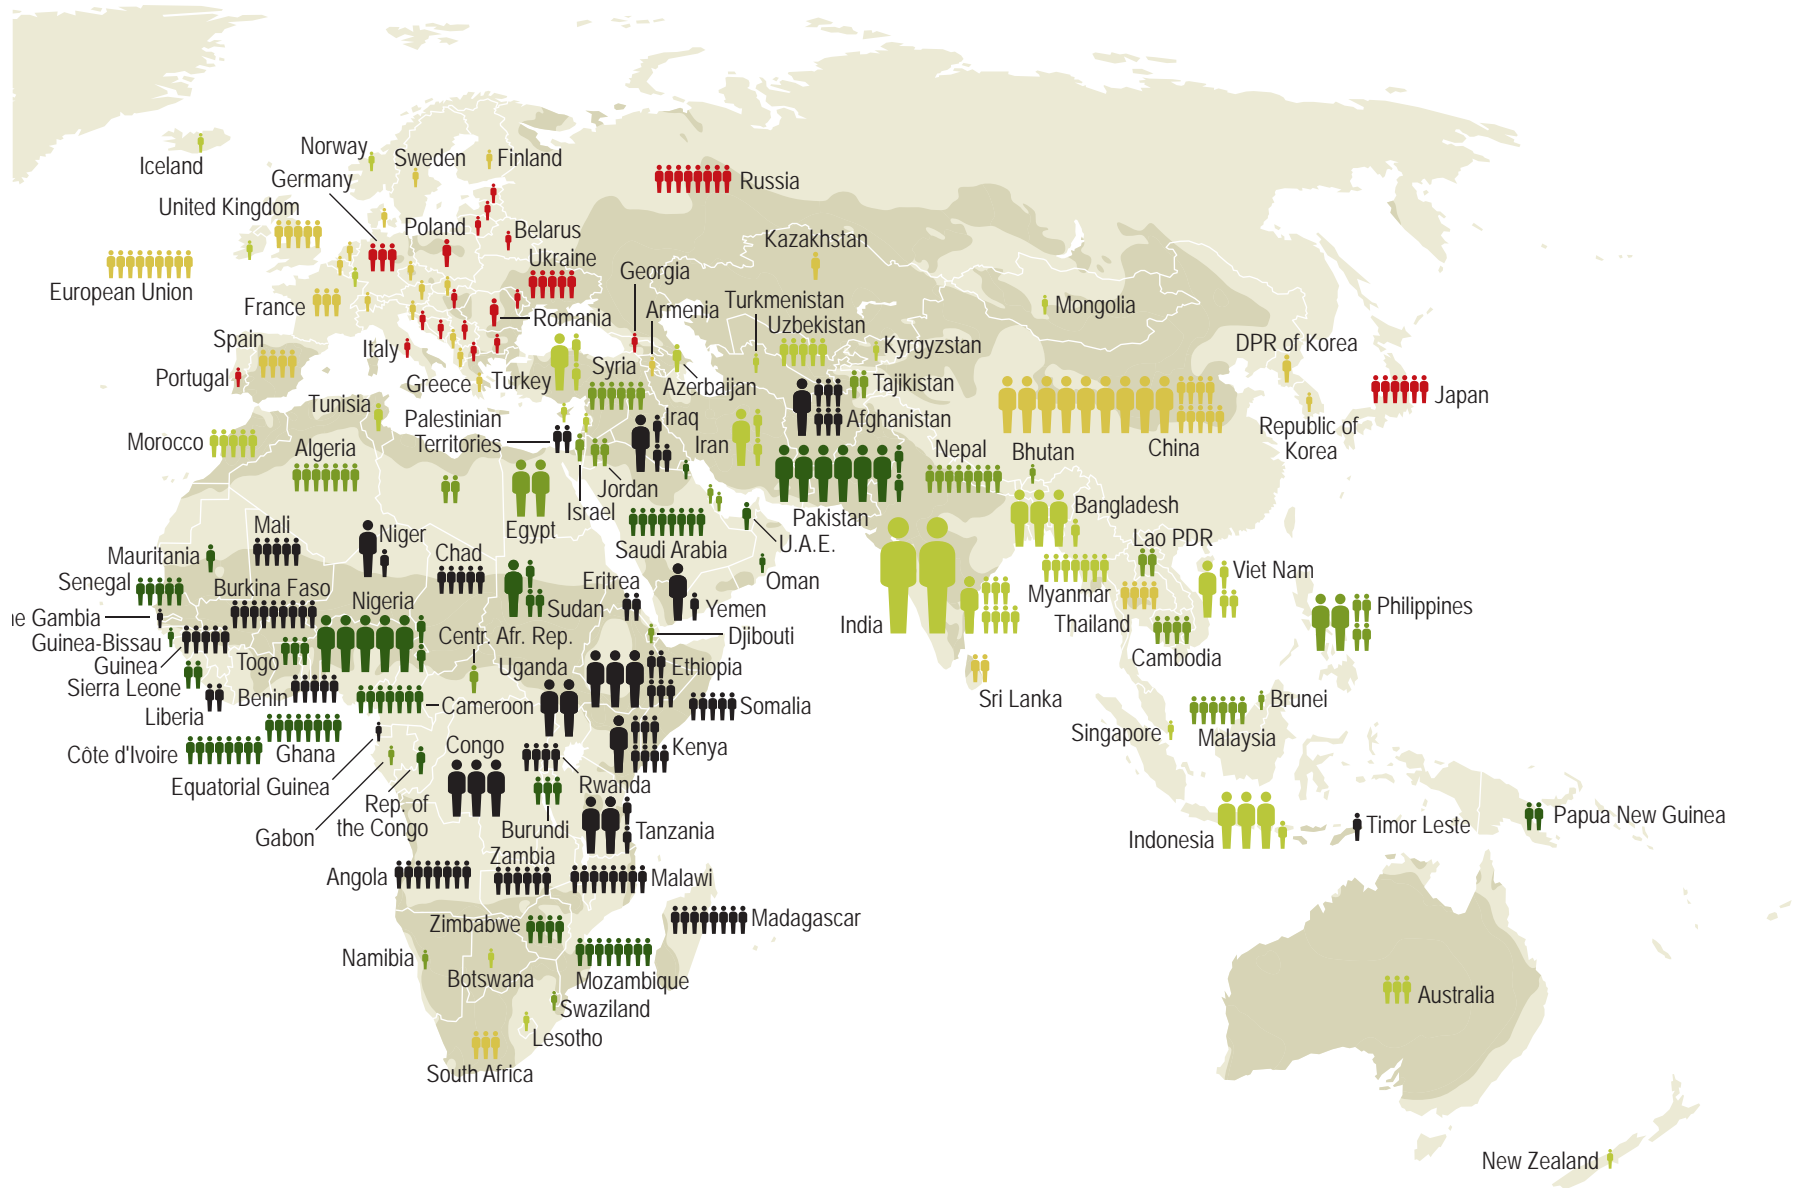 Norway
Sweden
Finland
Iceland
Germany
Russia
United Kingdom
Poland
Belarus
Kazakhstan
Ukraine
Georgia
European Union
Turkmenistan
Armenia
Mongolia
France
Romania
Uzbekistan
Spain
Italy
Syria
Kyrgyzstan
DPR of Korea
Portugal
Greece
Turkey
Azerbaijan
Tajikistan
Japan
Tunisia
Palestinian
Territories
Iraq
Afghanistan
Republic of
Korea
Morocco
Algeria
Iran
Nepal
Bhutan
China
Jordan
Israel
Egypt
Pakistan
Bangladesh
Mali
Niger
Chad
Saudi Arabia
U.A.E.
Lao PDR
Mauritania
Senegal
Burkina Faso
Nigeria
Eritrea
Oman
Viet Nam
Myanmar
Sudan
Yemen
Philippines
ne Gambia
Guinea-Bissau
Guinea
Togo
Centr. Afr. Rep.
Djibouti
India
Thailand
Cambodia
Sierra Leone
Uganda
Ethiopia
Liberia
Benin
Cameroon
Somalia
Sri Lanka
Brunei
Côte d'Ivoire
Ghana
Congo
Kenya
Singapore
Malaysia
Equatorial Guinea
Rwanda
Rep. of
the Congo
Gabon
Burundi
Tanzania
Indonesia
Timor Leste
Papua New Guinea
Zambia
Angola
Malawi
Zimbabwe
Madagascar
Namibia
Botswana
Mozambique
Swaziland
Australia
Lesotho
South Africa
New Zealand